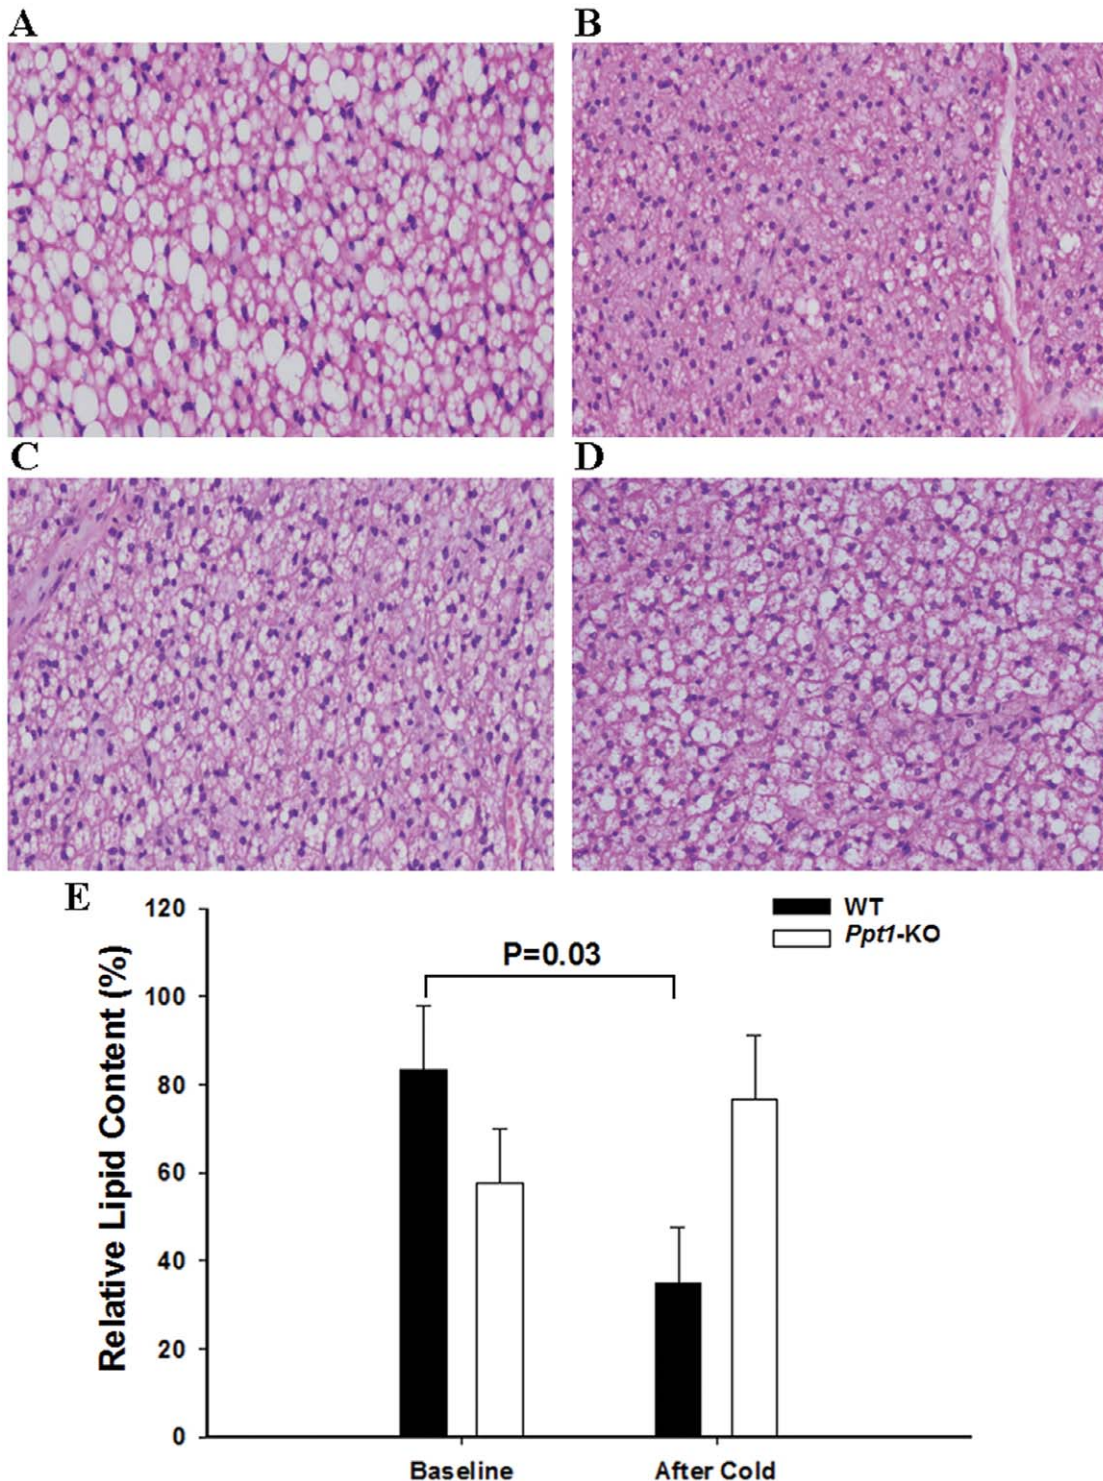 A
B
C
D
E
120
100
80
60
40
20
0
Relative Lipid Content (%)
P=0.03
WT
Ppt1-KO
Baseline
After Cold